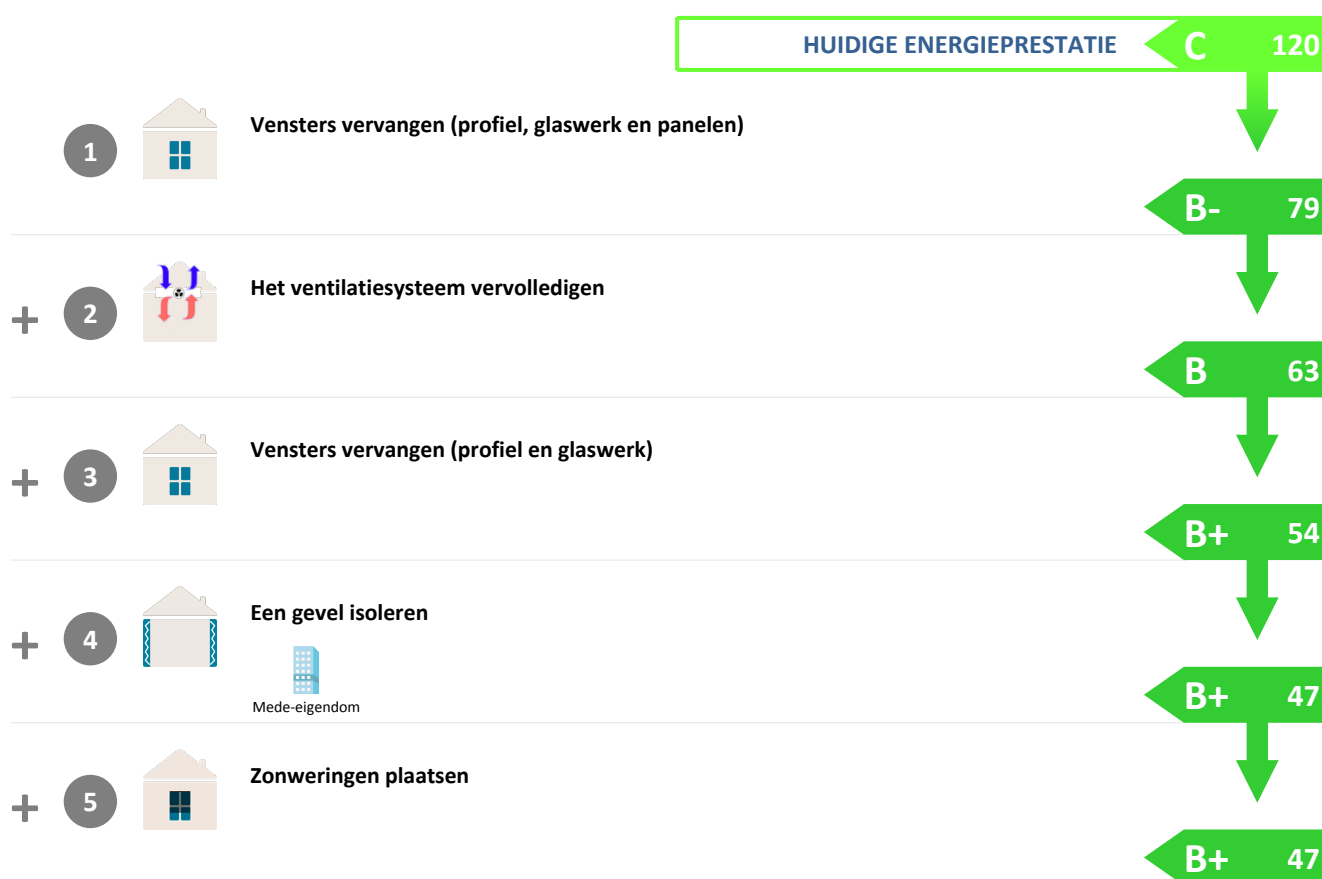 HUIDIGE ENERGIEPRESTATIE C 120
1 Vensters vervangen (profiel, glaswerk en panelen)
B- 79
+ 2 Het ventilatiesysteem vervolledigen
B 63
+ 3 Vensters vervangen (profiel en glaswerk)
B+ 54
+ 4 Een gevel isoleren
Mede-eigendom
B+ 47
+ 5 Zonweringen plaatsen
B+ 47